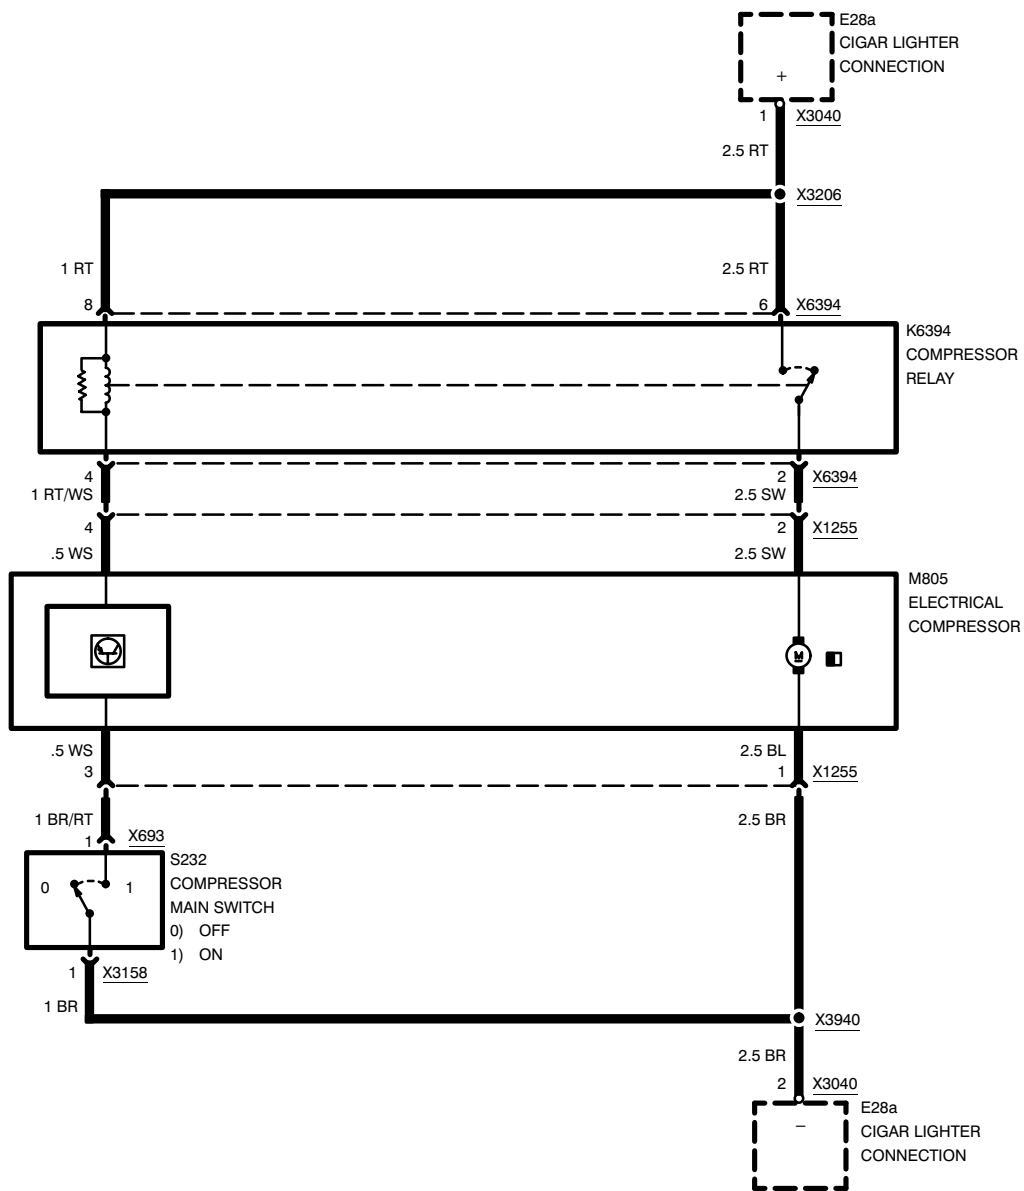 E28a
CIGAR LIGHTER
CONNECTION
+
1 X3040
2.5 RT
X3206
1 RT 2.5 RT
8 6 X6394
K6394
COMPRESSOR
RELAY
4 2 X6394
1 RT/WS 2.5 SW
4 2 X1255
.5 WS 2.5 SW
M805
ELECTRICAL
COMPRESSOR
M
.5 WS 2.5 BL
3 1 X1255
1 BR/RT 2.5 BR
1 X693
S232
0 1 COMPRESSOR
MAIN SWITCH
0) OFF
1) ON
1 X3158
1 BR
X3940
2.5 BR
2 X3040
E28a
–
CIGAR LIGHTER
CONNECTION